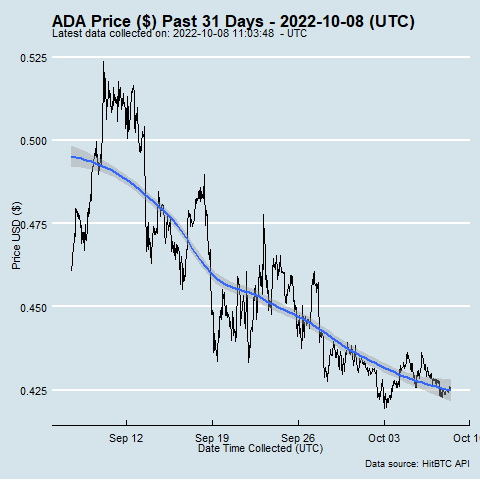 ADA Price ($) Past 31 Days - 2022-10-08 (UTC)
Latest data collected on: 2022-10-08 11:03:48  - UTC
0.525
0.500
0.475
0.450
0.425
Price USD ($)
Sep 12
Sep 19
Sep 26
Oct 03
Oct 10
Date Time Collected (UTC)
Data source: HitBTC API